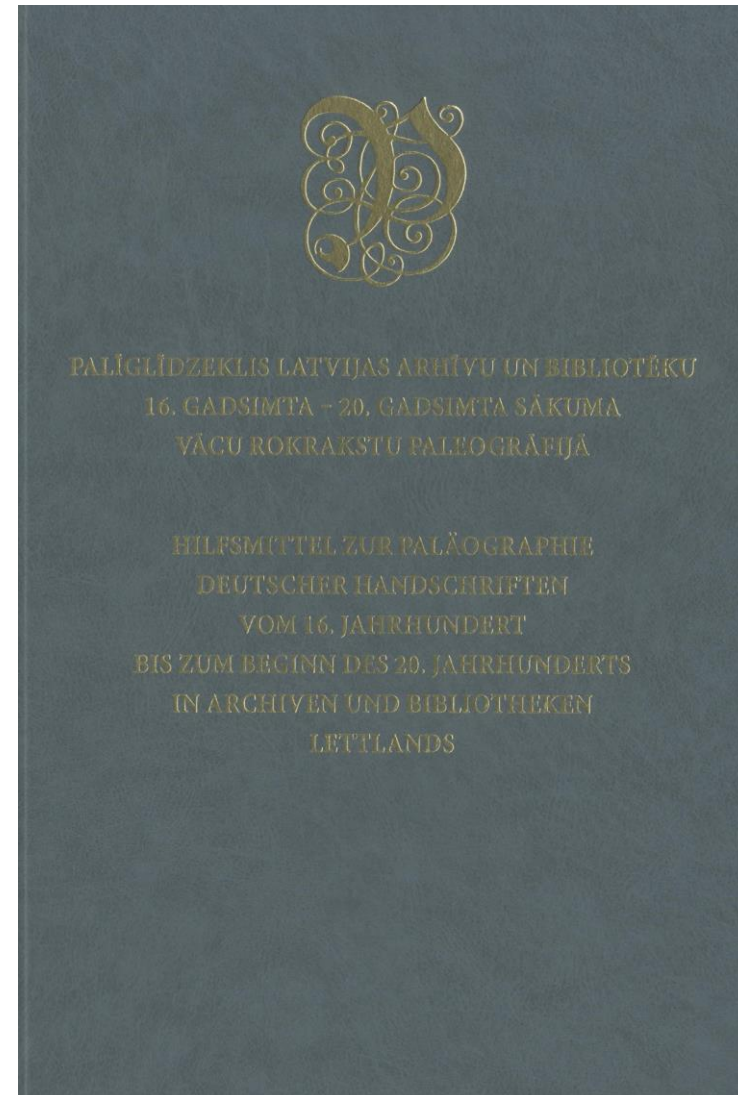 PALĪGLĪDZEKLIS LATVIJAS ARHĪVU UN BIBLIOTĒKU
16. GADSIMTA – 20. GADSIMTA SĀKUMA
VĀCU ROKRAKSTU PALEOGRĀFIJĀ
HILFSMITTEL ZUR PALÄOGRAPHIE
DEUTSCHER HANDSCHRIFTEN
VOM 16. JAHRHUNDERT
BIS ZUM BEGINN DES 20. JAHRHUNDERTS
IN ARCHIVEN UND BIBLIOTHEKEN
LETTLANDS